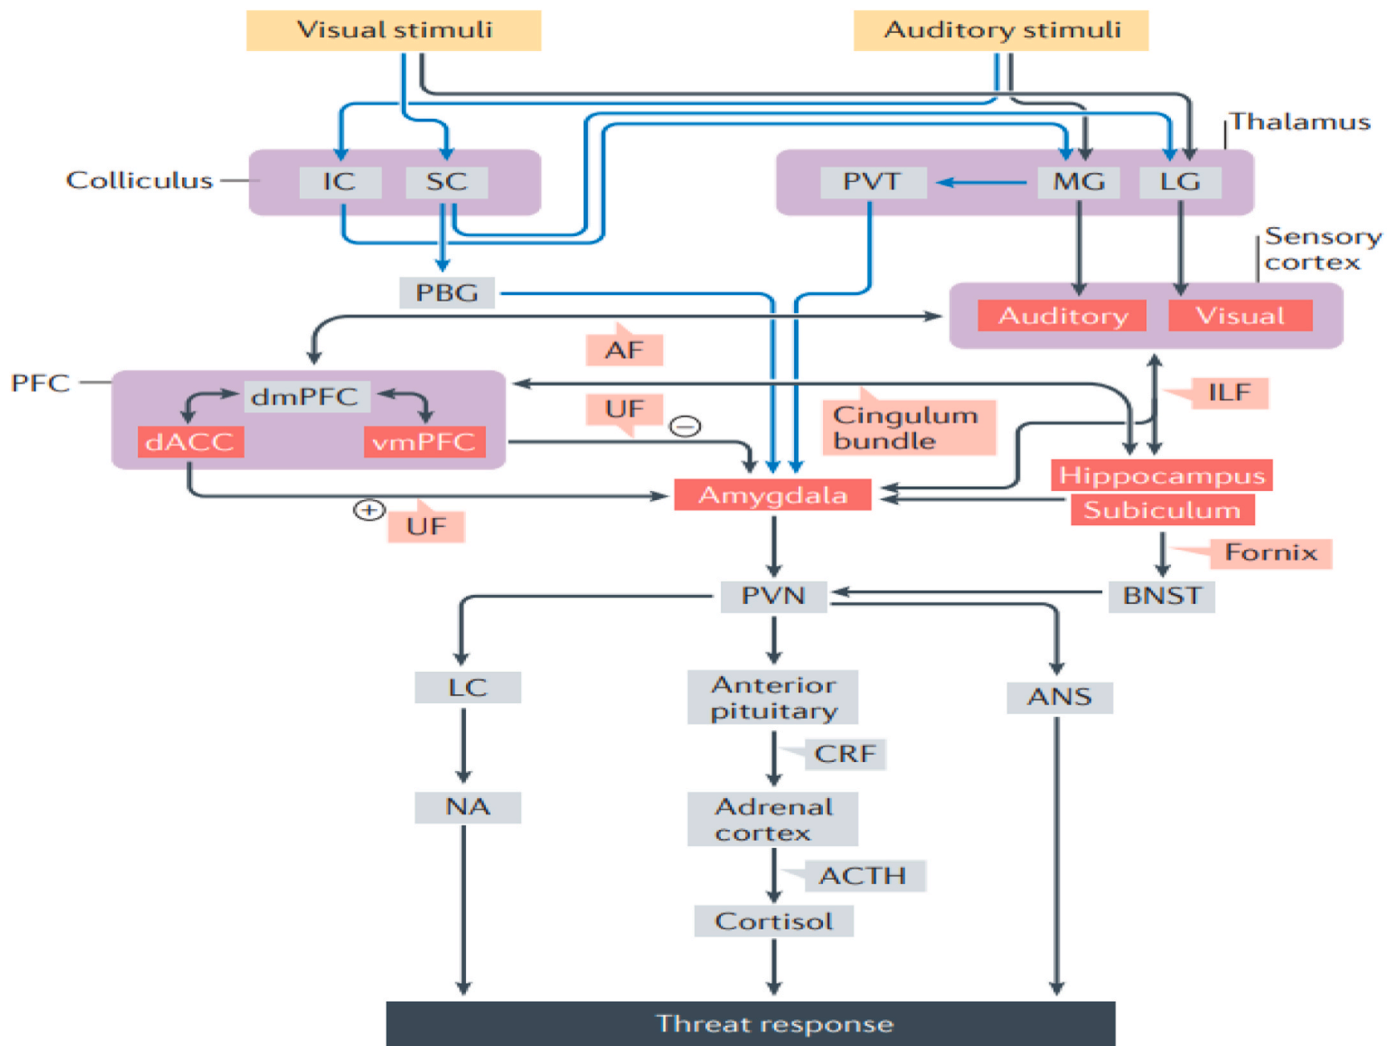 Visual stimuli
Auditory stimuli
Thalamus
Colliculus
IC
SC
PVT
MG
LG
Sensory
cortex
PBG
Auditory
Visual
AF
PFC
dmPFC
UF
−
Cingulum
bundle
ILF
dACC
vmPFC
Hippocampus
Amygdala
Subiculum
+
UF
Fornix
PVN
BNST
LC
Anterior
pituitary
ANS
CRF
NA
Adrenal
cortex
ACTH
Cortisol
Threat response